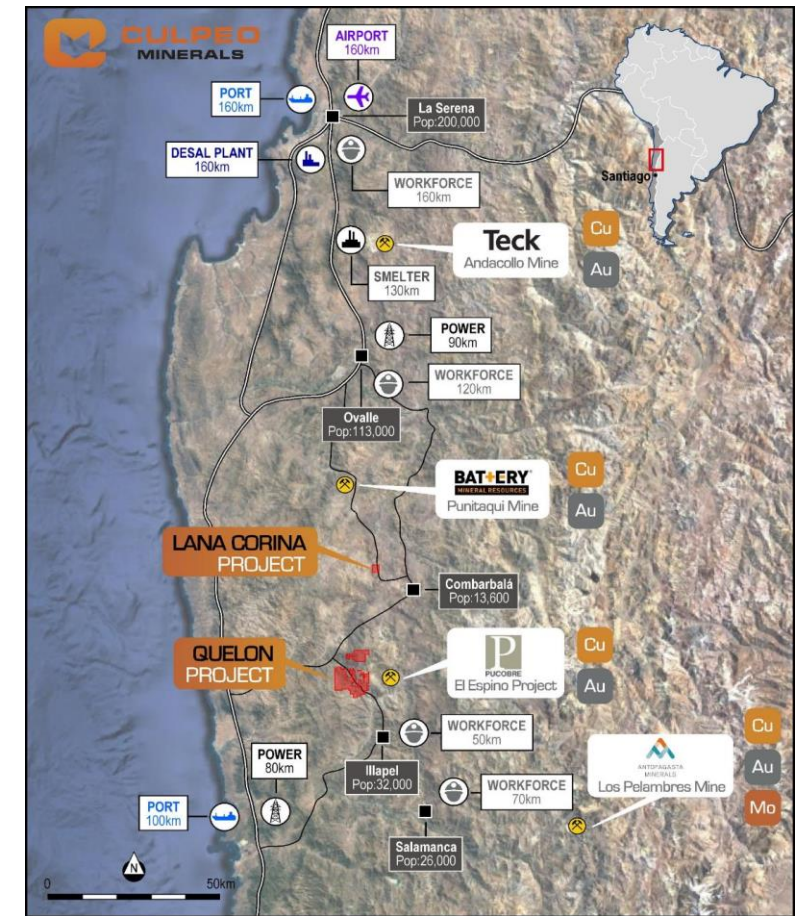 CULPEO
MINERALS
AIRPORT
160km
PORT
160km
La Serena
Pop:200,000
DESAL PLANT
160km
WORKFORCE
160km
Santiago
Teck
Andacollo Mine
Cu
Au
SMELTER
130km
POWER
90km
WORKFORCE
120km
Ovalle
Pop:113,000
BATTERY
MINERAL RESOURCES
Punitaqui Mine
Cu
Au
LANA CORINA
PROJECT
Combarbalá
Pop:13,600
QUELON
PROJECT
P
PUCOBRE
El Espino Project
Cu
Au
WORKFORCE
50km
POWER
80km
Illapel
Pop:32,000
ANTOFAGASTA
MINERALS
Los Pelambres Mine
Cu
Au
Mo
WORKFORCE
70km
PORT
100km
Salamanca
Pop:26,000
N
0
50km